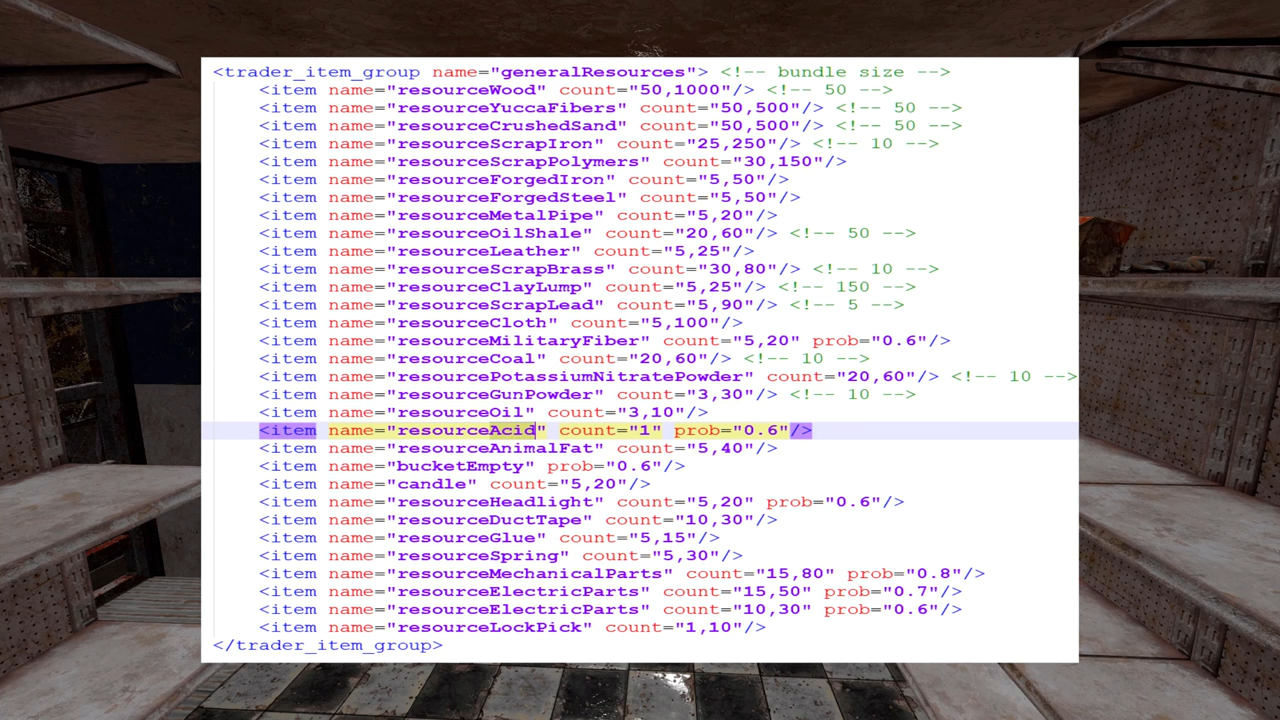 <trader_item_group name="generalResources"> <!-- bundle size -->
<item name="resourceWood" count="50,1000"/> <!-- 50 -->
<item name="resourceYuccaFibers" count="50,500"/> <!-- 50 -->
<item name="resourceCrushedSand" count="50,500"/> <!-- 50 -->
<item name="resourceScrapIron" count="25,250"/> <!-- 10 -->
<item name="resourceScrapPolymers" count="30,150"/>
<item name="resourceForgedIron" count="5,50"/>
<item name="resourceForgedSteel" count="5,50"/>
<item name="resourceMetalPipe" count="5,20"/>
<item name="resourceOilShale" count="20,60"/> <!-- 50 -->
<item name="resourceLeather" count="5,25"/>
<item name="resourceScrapBrass" count="30,80"/> <!-- 10 -->
<item name="resourceClayLump" count="5,25"/> <!-- 150 -->
<item name="resourceScrapLead" count="5,90"/> <!-- 5 -->
<item name="resourceCloth" count="5,100"/>
<item name="resourceMilitaryFiber" count="5,20" prob="0.6"/>
<item name="resourceCoal" count="20,60"/> <!-- 10 -->
<item name="resourcePotassiumNitratePowder" count="20,60"/> <!-- 10 -->
<item name="resourceGunPowder" count="3,30"/> <!-- 10 -->
<item name="resourceOil" count="3,10"/>
<item name="resourceAcid" count="1" prob="0.6"/>
<item name="resourceAnimalFat" count="5,40"/>
<item name="bucketEmpty" prob="0.6"/>
<item name="candle" count="5,20"/>
<item name="resourceHeadlight" count="5,20" prob="0.6"/>
<item name="resourceDuctTape" count="10,30"/>
<item name="resourceGlue" count="5,15"/>
<item name="resourceSpring" count="5,30"/>
<item name="resourceMechanicalParts" count="15,80" prob="0.8"/>
<item name="resourceElectricParts" count="15,50" prob="0.7"/>
<item name="resourceElectricParts" count="10,30" prob="0.6"/>
<item name="resourceLockPick" count="1,10"/>
</trader_item_group>